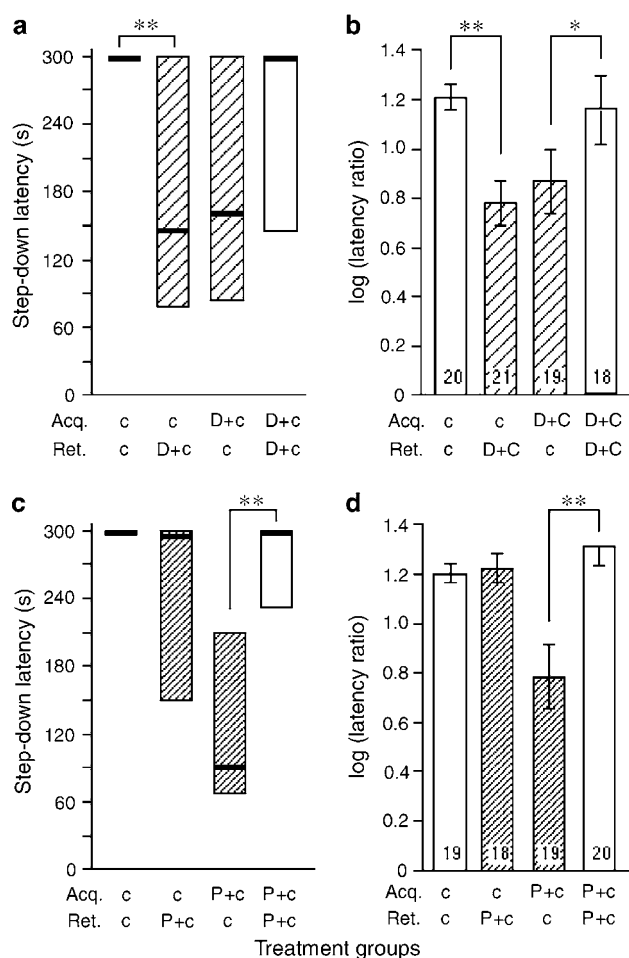 a
**
Step-down latency (s)
300
240
180
120
60
0
Acq. c c D+c D+c
Ret. c D+c c D+c
b
** *
log (latency ratio)
1.4
1.2
1.0
0.8
0.6
0.4
0.2
0
20 21 19 18
Acq. c c D+C D+C
Ret. c D+C c D+C
c
**
Step-down latency (s)
300
240
180
120
60
0
Acq. c c P+c P+c
Ret. c P+c c P+c
d
**
log (latency ratio)
1.4
1.2
1.0
0.8
0.6
0.4
0.2
0
19 18 19 20
Acq. c c P+c P+c
Ret. c P+c c P+c
Treatment groups